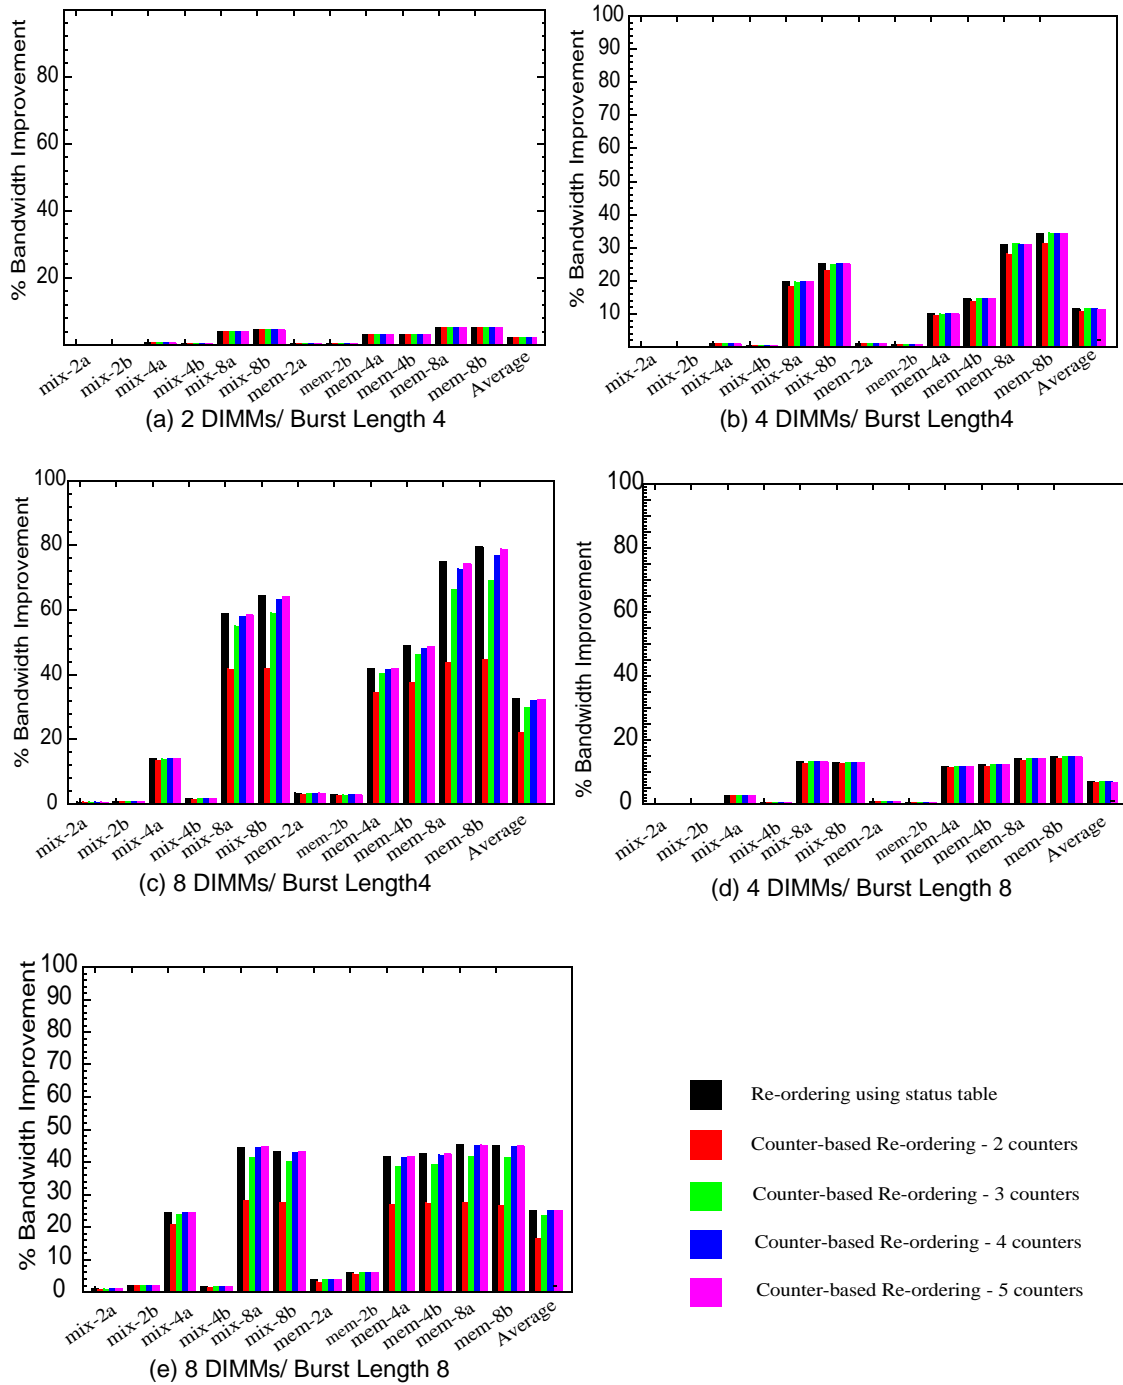 % Bandwidth Improvement
80
60
40
20
mix-2a
mix-2b
mix-4a
mix-4b
mix-8a
mix-8b
mem-2a
mem-2b
mem-4a
mem-4b
mem-8a
mem-8b
Average
(a) 2 DIMMs/ Burst Length 4
% Bandwidth Improvement
100
90
80
70
60
50
40
30
20
10
mix-2a
mix-2b
mix-4a
mix-4b
mix-8a
mix-8b
mem-2a
mem-2b
mem-4a
mem-4b
mem-8a
mem-8b
Average
(b) 4 DIMMs/ Burst Length4
% Bandwidth Improvement
100
80
60
40
20
0
mix-2a
mix-2b
mix-4a
mix-4b
mix-8a
mix-8b
mem-2a
mem-2b
mem-4a
mem-4b
mem-8a
mem-8b
Average
(c) 8 DIMMs/ Burst Length4
% Bandwidth Improvement
100
80
60
40
20
0
mix-2a
mix-2b
mix-4a
mix-4b
mix-8a
mix-8b
mem-2a
mem-2b
mem-4a
mem-4b
mem-8a
mem-8b
Average
(d) 4 DIMMs/ Burst Length 8
% Bandwidth Improvement
100
90
80
70
60
50
40
30
20
10
0
mix-2a
mix-2b
mix-4a
mix-4b
mix-8a
mix-8b
mem-2a
mem-2b
mem-4a
mem-4b
mem-8a
mem-8b
Average
(e) 8 DIMMs/ Burst Length 8
Re-ordering using status table
Counter-based Re-ordering - 2 counters
Counter-based Re-ordering - 3 counters
Counter-based Re-ordering - 4 counters
Counter-based Re-ordering - 5 counters